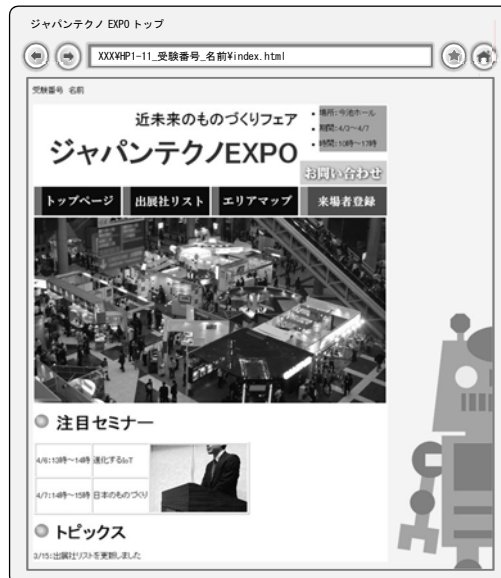 ジャパンテクノ EXPO トップ
XXX¥HP1-11_受験番号_名前¥index.html
受験番号 名前
近未来のものづくりフェア
ジャパンテクノEXPO
• 場所:今池ホール
• 期間:4/3～4/7
• 時間:10時～17時
お問い合わせ
トップページ 出展社リスト エリアマップ 来場者登録
注目セミナー
4/6:13時～14時 進化するIoT
4/7:14時～15時 日本のものづくり
トピックス
3/15:出展社リストを更新しました